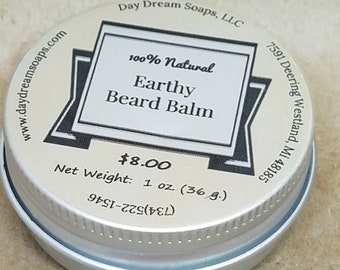 Day Dream Soaps, LLC
www.daydreamsoaps.com
7591 Deering Westland, MI 48185
100% Natural
Earthy
Beard Balm
$8.00
Net Weight: 1 oz (36 g.)
(734)522-1546